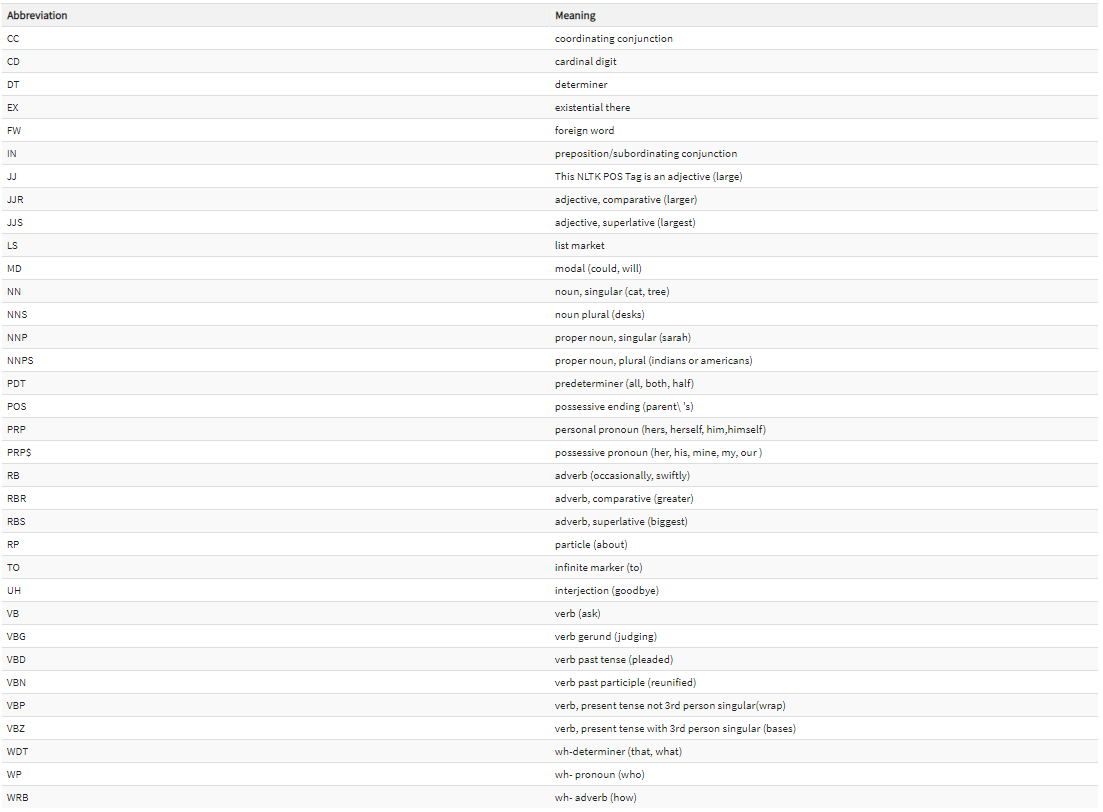 Abbreviation Meaning
CC coordinating conjunction
CD cardinal digit
DT determiner
EX existential there
FW foreign word
IN preposition/subordinating conjunction
JJ This NLTK POS Tag is an adjective (large)
JJR adjective, comparative (larger)
JJS adjective, superlative (largest)
LS list market
MD modal (could, will)
NN noun, singular (cat, tree)
NNS noun plural (desks)
NNP proper noun, singular (sarah)
NNPS proper noun, plural (indians or americans)
PDT predeterminer (all, both, half)
POS possessive ending (parent\ 's)
PRP personal pronoun (hers, herself, him,himself)
PRP$ possessive pronoun (her, his, mine, my, our )
RB adverb (occasionally, swiftly)
RBR adverb, comparative (greater)
RBS adverb, superlative (biggest)
RP particle (about)
TO infinite marker (to)
UH interjection (goodbye)
VB verb (ask)
VBG verb gerund (judging)
VBD verb past tense (pleaded)
VBN verb past participle (reunified)
VBP verb, present tense not 3rd person singular(wrap)
VBZ verb, present tense with 3rd person singular (bases)
WDT wh-determiner (that, what)
WP wh- pronoun (who)
WRB wh- adverb (how)